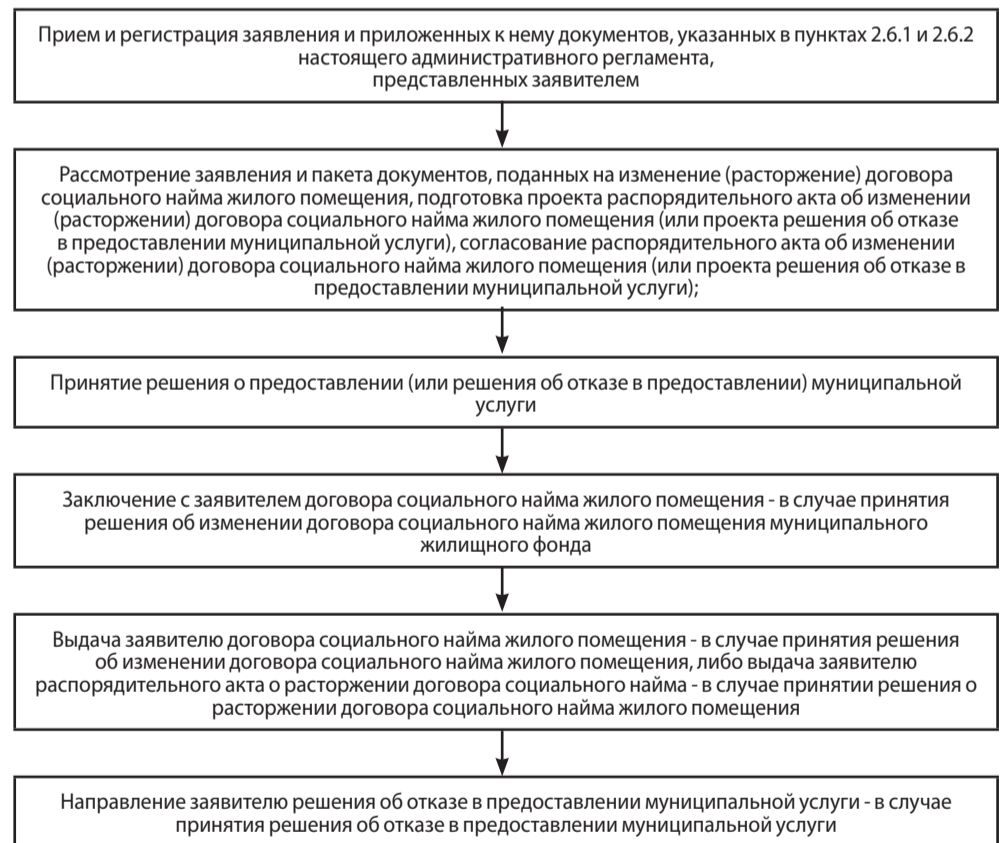 Прием и регистрация заявления и приложенных к нему документов, указанных в пунктах 2.6.1 и 2.6.2
настоящего административного регламента,
представленных заявителем
Рассмотрение заявления и пакета документов, поданных на изменение (расторжение) договора
социального найма жилого помещения, подготовка проекта распорядительного акта об изменении
(расторжении) договора социального найма жилого помещения (или проекта решения об отказе
в предоставлении муниципальной услуги), согласование распорядительного акта об изменении
(расторжении) договора социального найма жилого помещения (или проекта решения об отказе в
предоставлении муниципальной услуги);
Принятие решения о предоставлении (или решения об отказе в предоставлении) муниципальной
услуги
Заключение с заявителем договора социального найма жилого помещения - в случае принятия
решения об изменении договора социального найма жилого помещения муниципального
жилищного фонда
Выдача заявителю договора социального найма жилого помещения - в случае принятия решения
об изменении договора социального найма жилого помещения, либо выдача заявителю
распорядительного акта о расторжении договора социального найма - в случае принятии решения о
расторжении договора социального найма жилого помещения
Направление заявителю решения об отказе в предоставлении муниципальной услуги - в случае
принятия решения об отказе в предоставлении муниципальной услуги